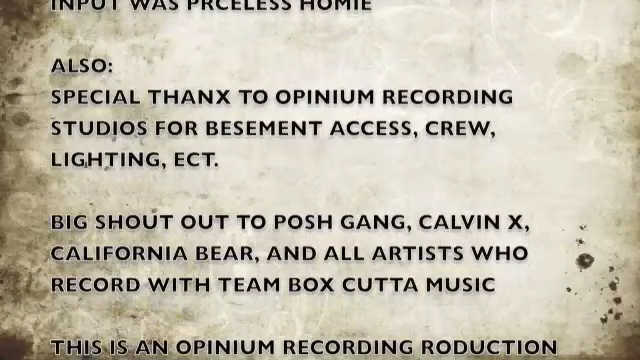 INPUT WAS PRCELESS HOMIE
ALSO:
SPECIAL THANX TO OPINIUM RECORDING
STUDIOS FOR BESEMENT ACCESS, CREW,
LIGHTING, ECT.
BIG SHOUT OUT TO POSH GANG, CALVIN X,
CALIFORNIA BEAR, AND ALL ARTISTS WHO
RECORD WITH TEAM BOX CUTTA MUSIC
THIS IS AN OPINIUM RECORDING RODUCTION